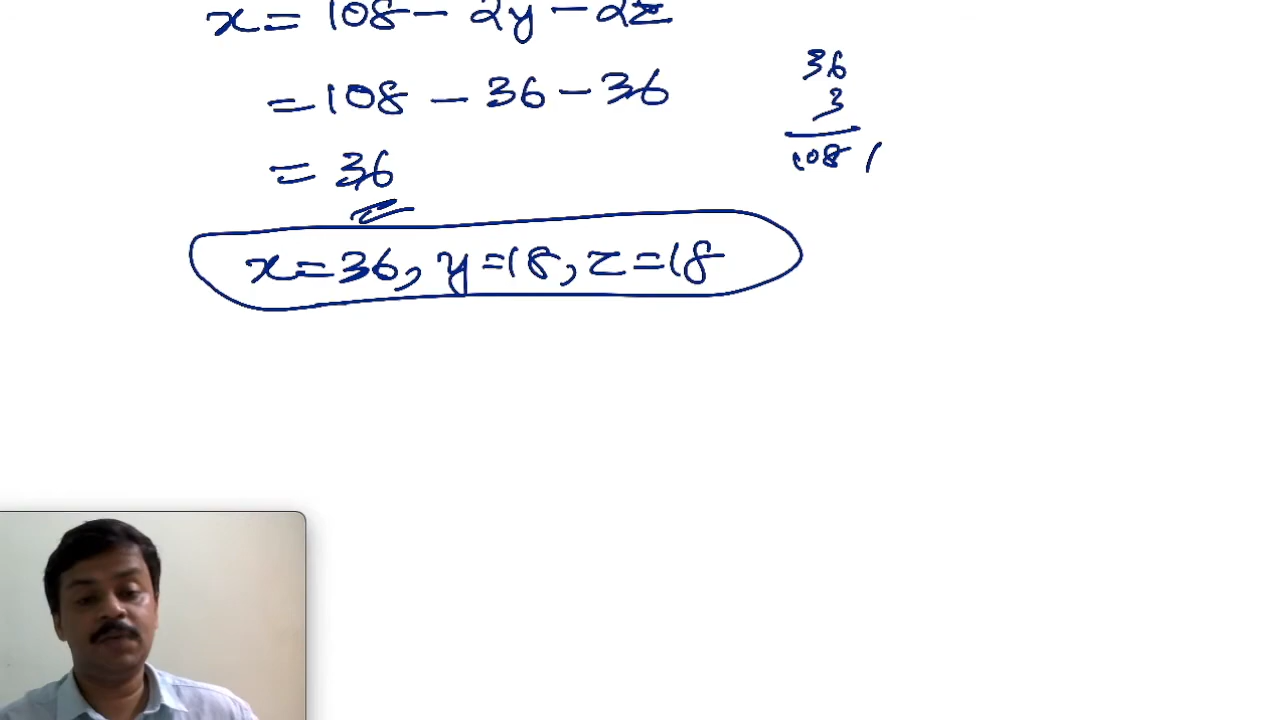 x = 108 - 2y - 2z
= 108 - 36 - 36
= 36
x = 36, y = 18, z = 18
36
3
108